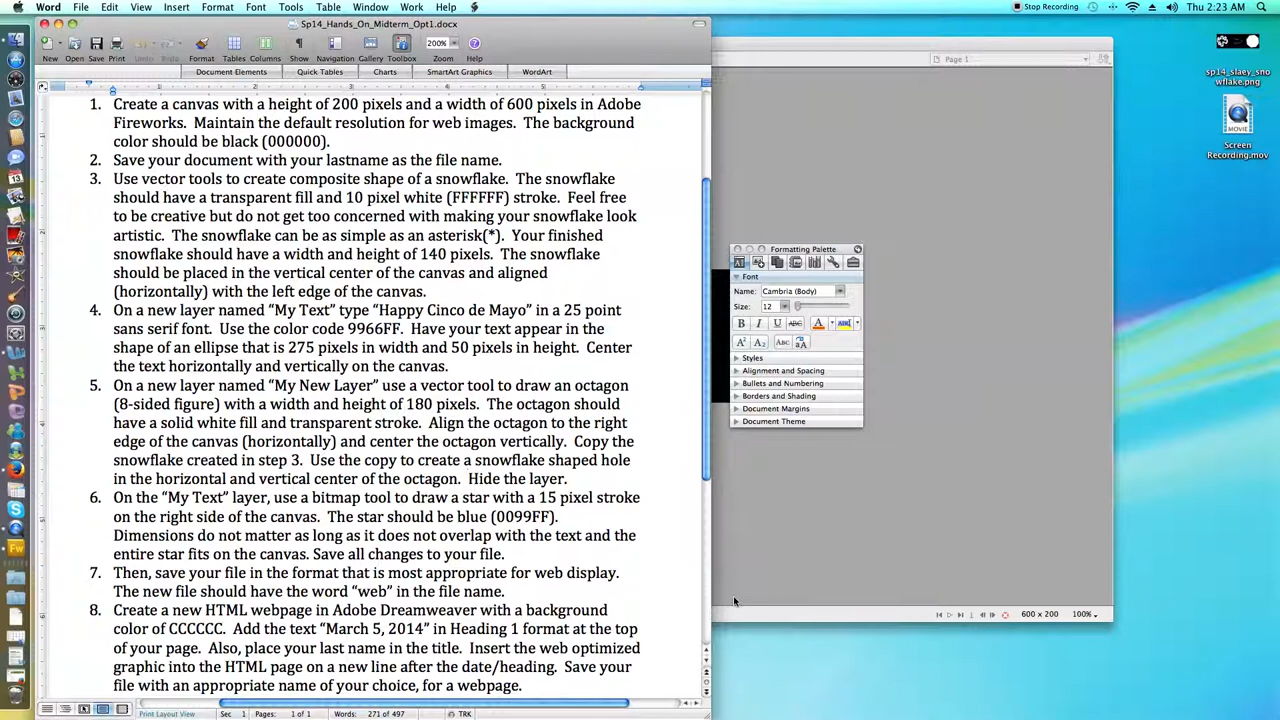 Word File Edit View Insert Format Font Tools Table Window Work Help
Stop Recording Thu 2:23 AM
Sp14_Hands_On_Midterm_Opt1.docx
New Open Save Print Undo Redo Format Tables Columns Show Navigation Gallery Toolbox Zoom Help
200%
Document Elements Quick Tables Charts SmartArt Graphics WordArt
1. Create a canvas with a height of 200 pixels and a width of 600 pixels in Adobe
Fireworks. Maintain the default resolution for web images. The background
color should be black (000000).
2. Save your document with your lastname as the file name.
3. Use vector tools to create composite shape of a snowflake. The snowflake
should have a transparent fill and 10 pixel white (FFFFFF) stroke. Feel free
to be creative but do not get too concerned with making your snowflake look
artistic. The snowflake can be as simple as an asterisk(*). Your finished
snowflake should have a width and height of 140 pixels. The snowflake
should be placed in the vertical center of the canvas and aligned
(horizontally) with the left edge of the canvas.
4. On a new layer named “My Text” type “Happy Cinco de Mayo” in a 25 point
sans serif font. Use the color code 9966FF. Have your text appear in the
shape of an ellipse that is 275 pixels in width and 50 pixels in height. Center
the text horizontally and vertically on the canvas.
5. On a new layer named “My New Layer” use a vector tool to draw an octagon
(8-sided figure) with a width and height of 180 pixels. The octagon should
have a solid white fill and transparent stroke. Align the octagon to the right
edge of the canvas (horizontally) and center the octagon vertically. Copy the
snowflake created in step 3. Use the copy to create a snowflake shaped hole
in the horizontal and vertical center of the octagon. Hide the layer.
6. On the “My Text” layer, use a bitmap tool to draw a star with a 15 pixel stroke
on the right side of the canvas. The star should be blue (0099FF).
Dimensions do not matter as long as it does not overlap with the text and the
entire star fits on the canvas. Save all changes to your file.
7. Then, save your file in the format that is most appropriate for web display.
The new file should have the word “web” in the file name.
8. Create a new HTML webpage in Adobe Dreamweaver with a background
color of CCCCCC. Add the text “March 5, 2014” in Heading 1 format at the top
of your page. Also, place your last name in the title. Insert the web optimized
graphic into the HTML page on a new line after the date/heading. Save your
file with an appropriate name of your choice, for a webpage.
Print Layout View Sec 1 Pages: 1 of 1 Words: 271 of 497 TRK
Page 1
Formatting Palette
Font
Name: Cambria (Body)
Size: 12
B I U ABC A ABC
A² A₂ Abc aA
Styles
Alignment and Spacing
Bullets and Numbering
Borders and Shading
Document Margins
Document Theme
600 x 200 100%
sp14_slaey_sno
wflake.png
MOVIE
Screen
Recording.mov
Fw